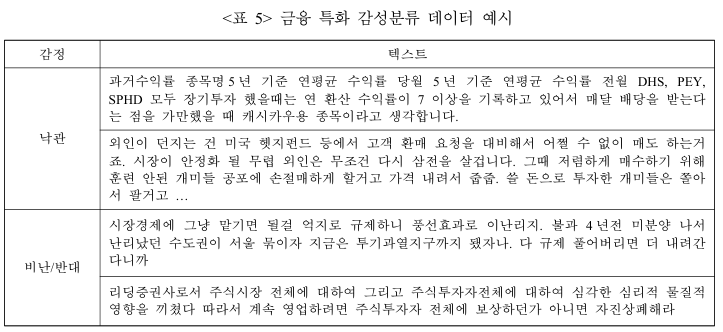 <표 5> 금융 특화 감성분류 데이터 예시
감정
텍스트
낙관
과거수익률 종목명 5 년 기준 연평균 수익률 당월 5 년 기준 연평균 수익률 전월 DHS, PEY,
SPHD 모두 장기투자 했을때는 연 환산 수익률이 7 이상을 기록하고 있어서 매달 배당을 받는다
는 점을 가만했을 때 캐시카우용 종목이라고 생각합니다.
외인이 던지는 건 미국 헷지펀드 등에서 고객 환매 요청을 대비해서 어쩔 수 없이 매도 하는거
죠. 시장이 안정화 될 무렵 외인은 무조건 다시 삼전을 살겁니다. 그때 저렴하게 매수하기 위해
훈련 안된 개미들 공포에 손절매하게 할거고 가격 내려서 줍줍. 쓸 돈으로 투자한 개미들은 쫄아
서 팔거고 …
비난/반대
시장경제에 그냥 맡기면 될걸 억지로 규제하니 풍선효과로 이난리지. 불과 4 년전 미분양 나서
난리났던 수도권이 서울 묶이자 지금은 투기과열지구까지 됐자나. 다 규제 풀어버리면 더 내려간
다니까
리딩증권사로서 주식시장 전체에 대하여 그리고 주식투자자전체에 대하여 심각한 심리적 물질적
영향을 끼쳤다 따라서 계속 영업하려면 주식투자자 전체에 보상하던가 아니면 자진상폐해라